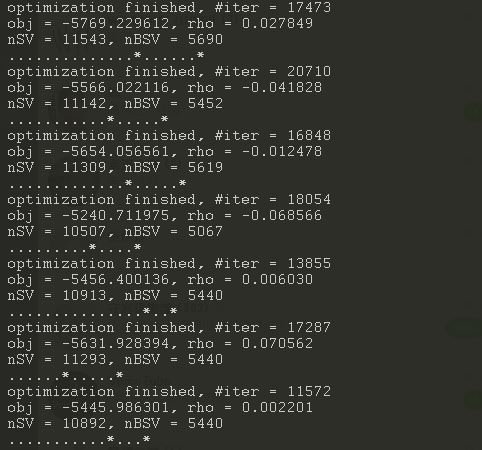 optimization finished, #iter = 17473
obj = -5769.229612, rho = 0.027849
nSV = 11543, nBSV = 5690
.............*......*
optimization finished, #iter = 20710
obj = -5566.022116, rho = -0.041828
nSV = 11142, nBSV = 5452
..........*.....*
optimization finished, #iter = 16848
obj = -5654.056561, rho = -0.012478
nSV = 11309, nBSV = 5619
............*.....*
optimization finished, #iter = 18054
obj = -5240.711975, rho = -0.068566
nSV = 10507, nBSV = 5067
.........*....*
optimization finished, #iter = 13855
obj = -5456.400136, rho = 0.006030
nSV = 10913, nBSV = 5440
..............*..*
optimization finished, #iter = 17287
obj = -5631.928394, rho = 0.070562
nSV = 11293, nBSV = 5440
......*.....*
optimization finished, #iter = 11572
obj = -5445.986301, rho = 0.002201
nSV = 10892, nBSV = 5440
..........*...*